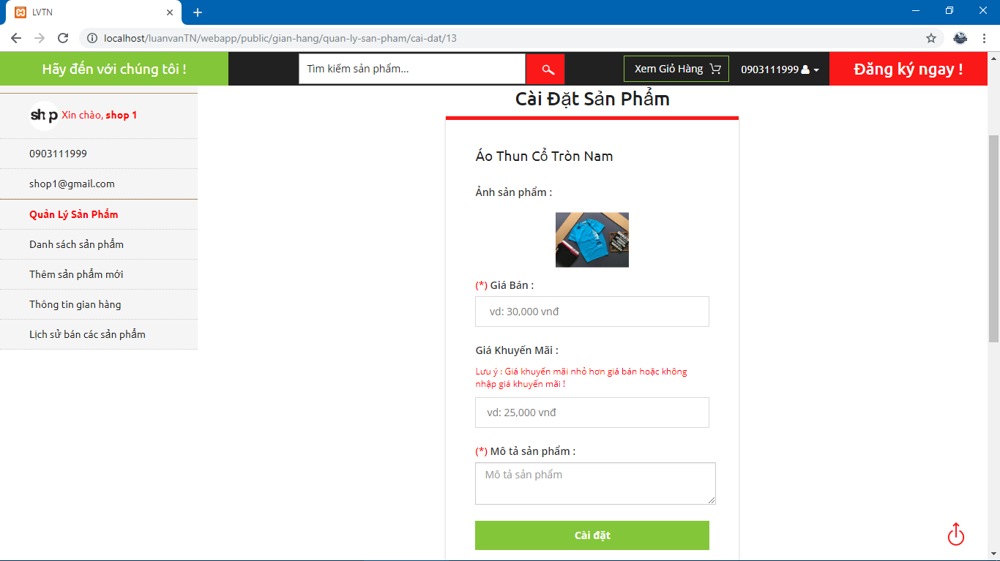 LVTN
localhost/luanvanTN/webapp/public/gian-hang/quan-ly-san-pham/cai-dat/13
Hãy đến với chúng tôi !
Tìm kiếm sản phẩm...
Xem Giỏ Hàng
0903111999
Đăng ký ngay !
sh p Xin chào, shop 1
0903111999
shop1@gmail.com
Quản Lý Sản Phẩm
Danh sách sản phẩm
Thêm sản phẩm mới
Thông tin gian hàng
Lịch sử bán các sản phẩm
Cài Đặt Sản Phẩm
Áo Thun Cổ Tròn Nam
Ảnh sản phẩm :
(*) Giá Bán :
vd: 30,000 vnđ
Giá Khuyến Mãi :
Lưu ý : Giá khuyến mãi nhỏ hơn giá bán hoặc không
nhập giá khuyến mãi !
vd: 25,000 vnđ
(*) Mô tả sản phẩm :
Mô tả sản phẩm
Cài đặt